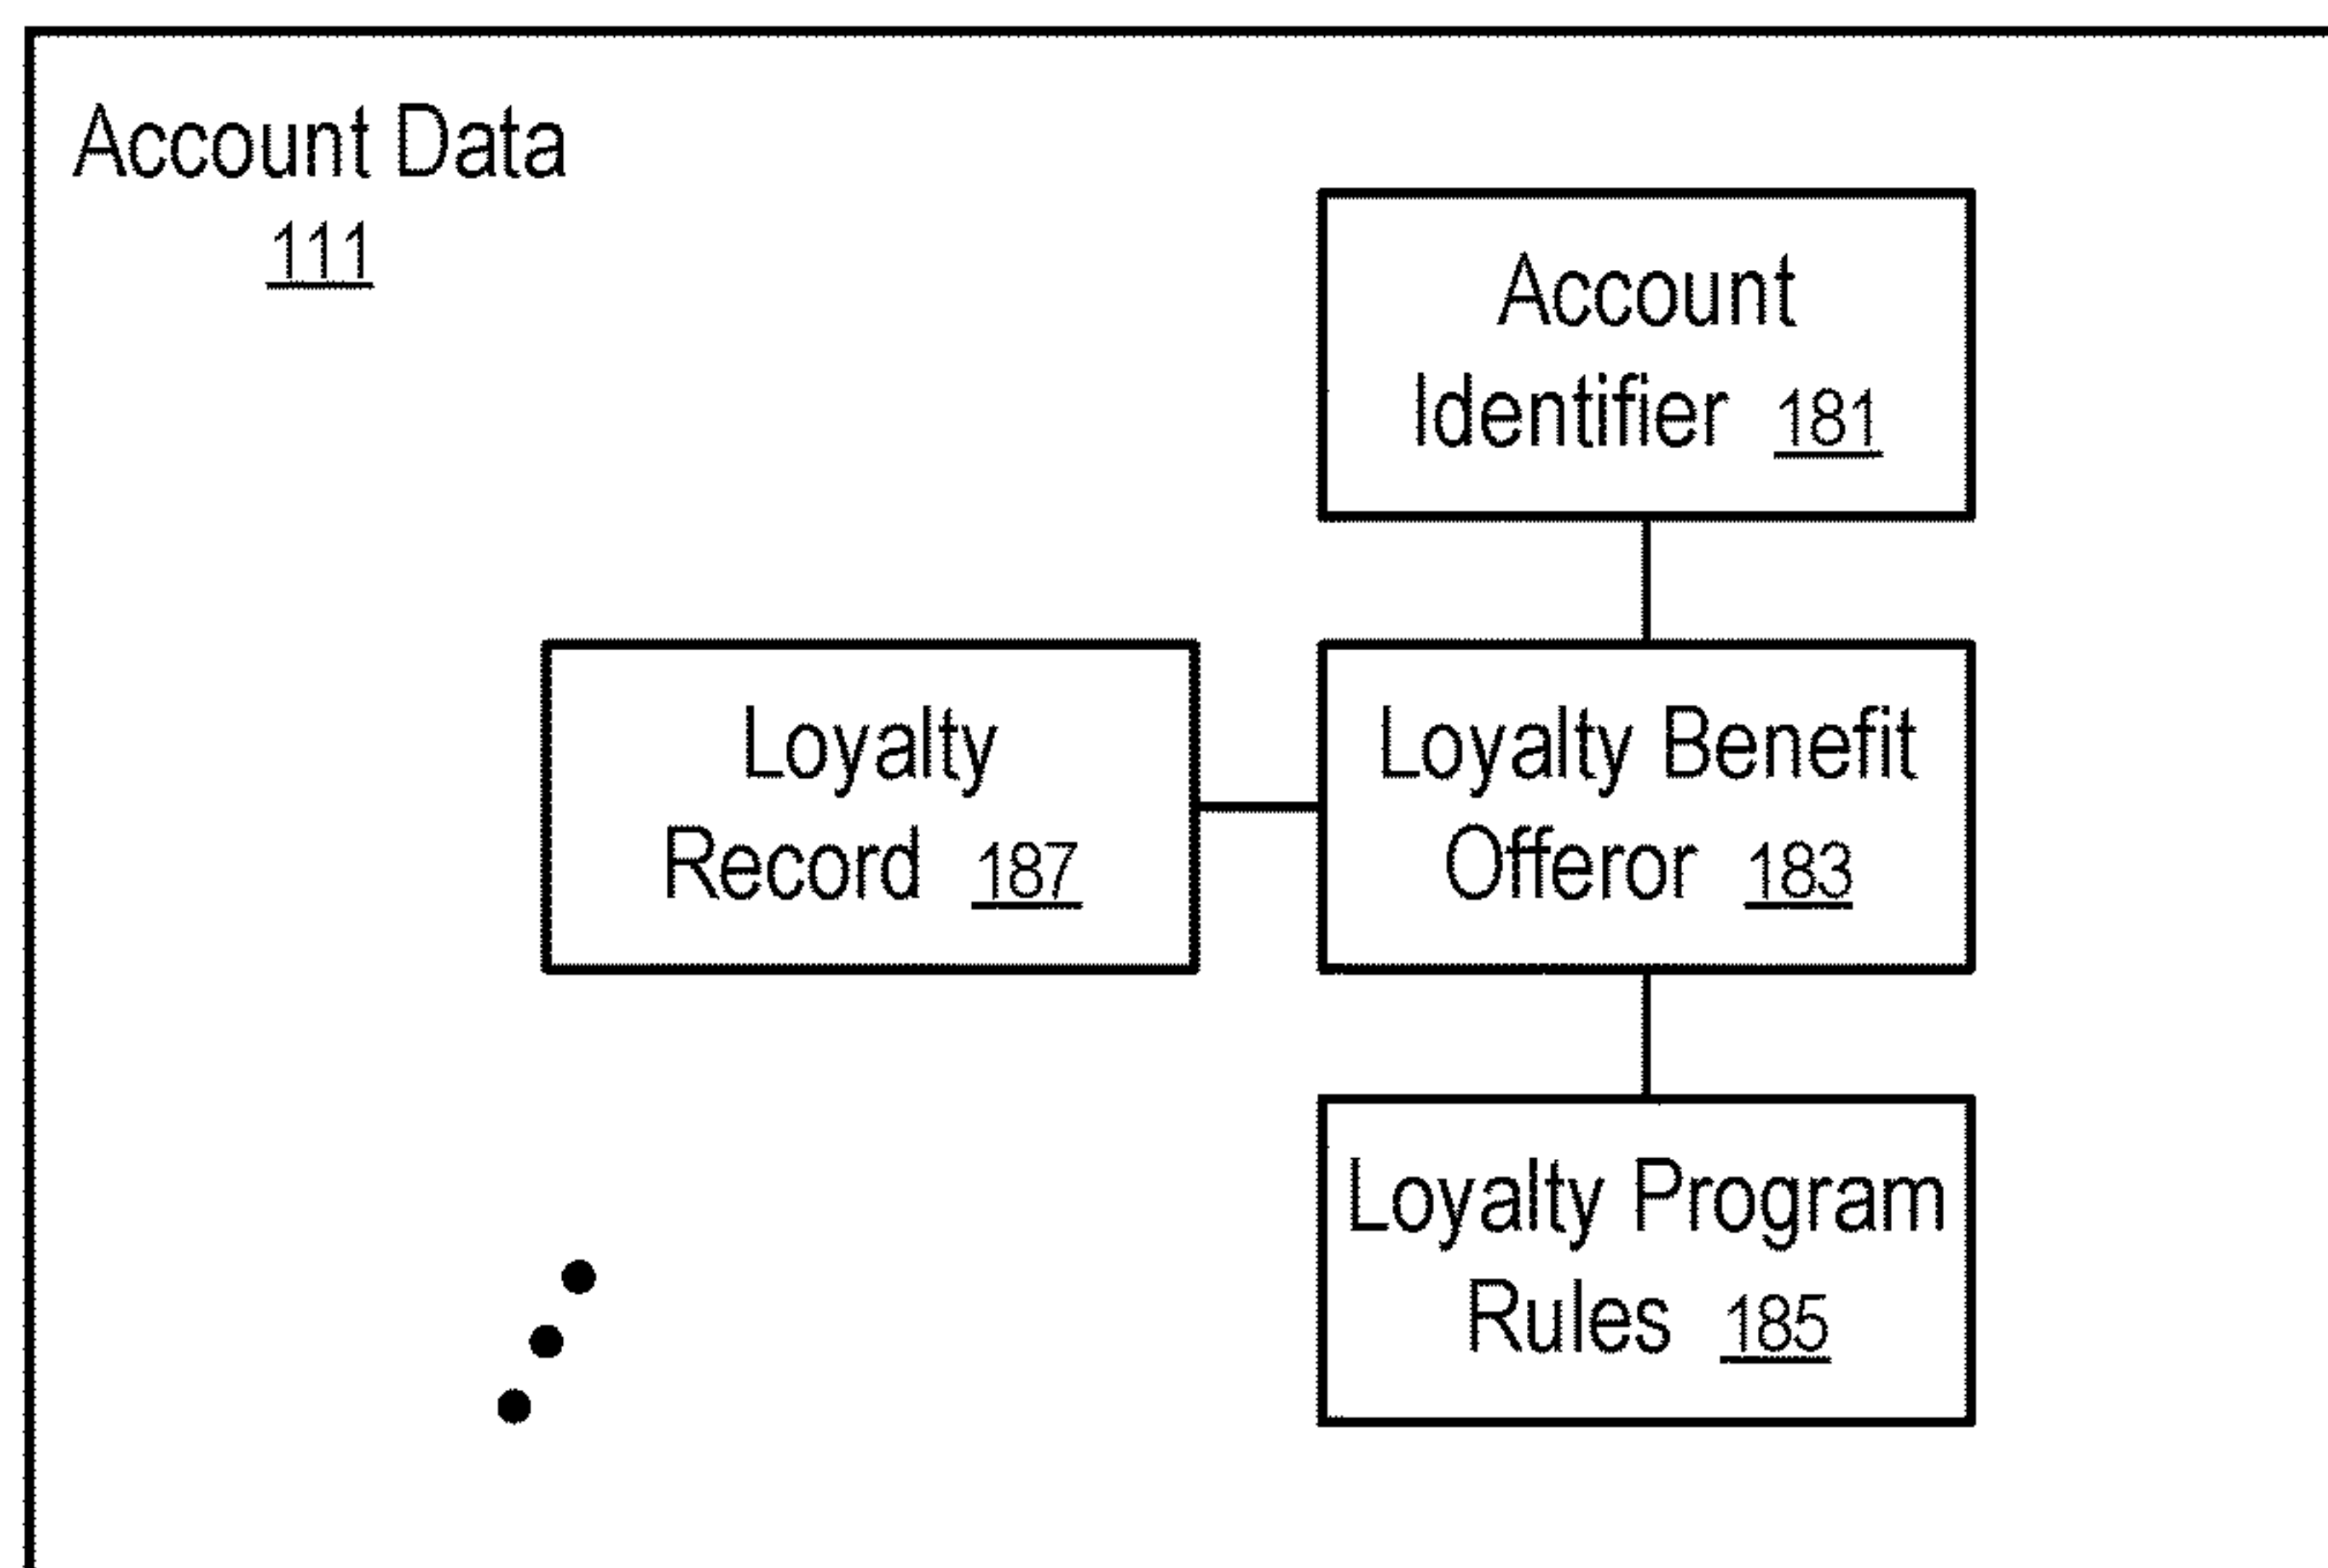 Account Data
111
Account
Identifier 181
Loyalty
Record 187
Loyalty Benefit
Offeror 183
Loyalty Program
Rules 185